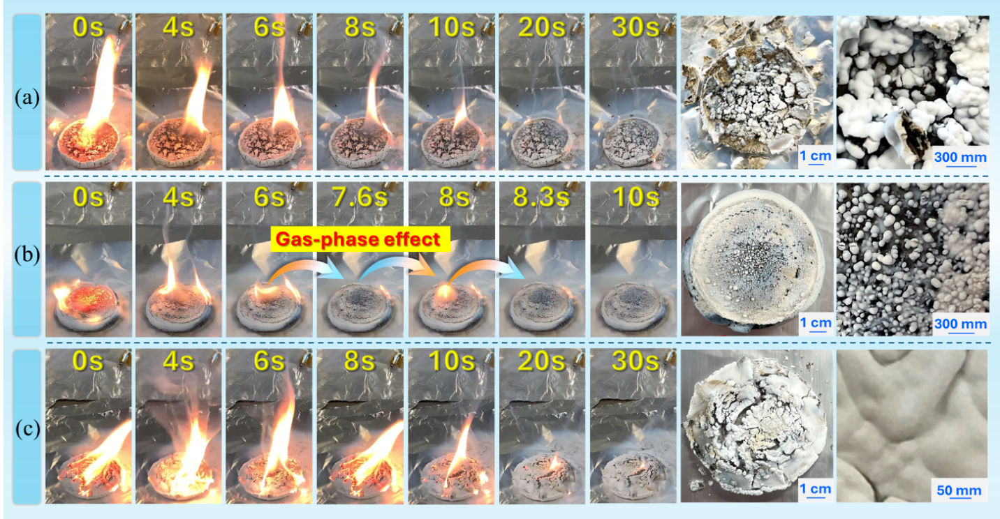 0s 4s 6s 8s 10s 20s 30s
(a)
1 cm 300 mm
0s 4s 6s 7.6s 8s 8.3s 10s
Gas-phase effect
(b)
1 cm 300 mm
0s 4s 6s 8s 10s 20s 30s
(c)
1 cm 50 mm